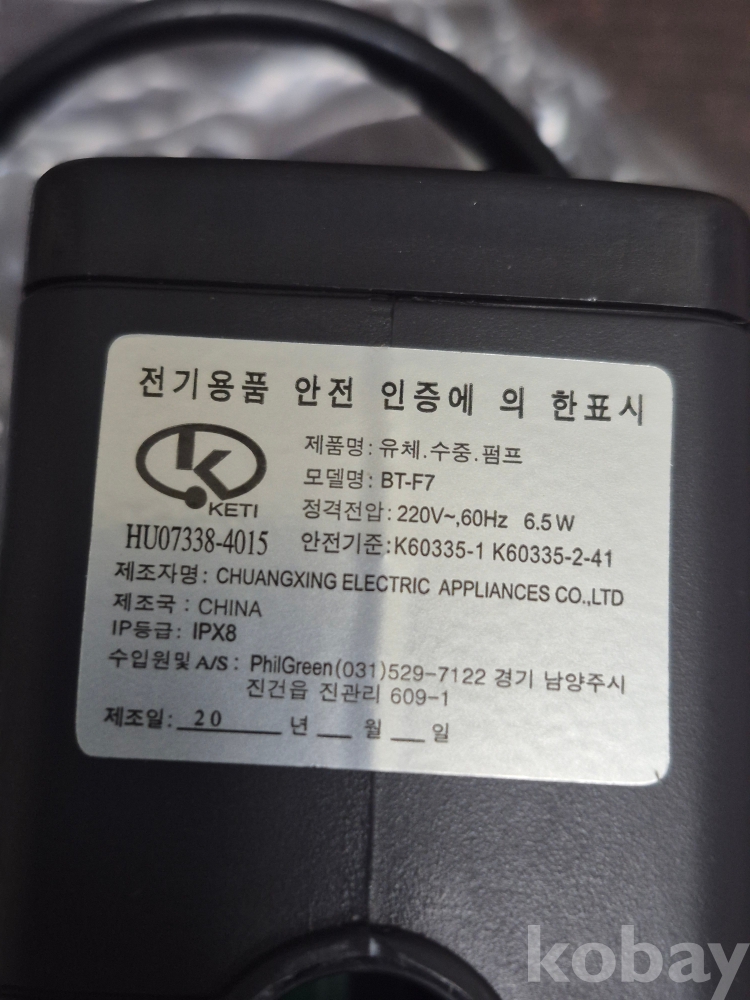 전기용품 안전 인증에 의 한표시
K
KETI
HU07338-4015
제품명: 유체.수중.펌프
모델명: BT-F7
정격전압: 220V~,60Hz 6.5W
안전기준:K60335-1 K60335-2-41
제조자명: CHUANGXING ELECTRIC APPLIANCES CO.,LTD
제조국 : CHINA
IP등급: IPX8
수입원및 A/S : PhilGreen(031)529-7122 경기 남양주시
진건읍 진관리 609-1
제조일: 20 년 월 일
kobay